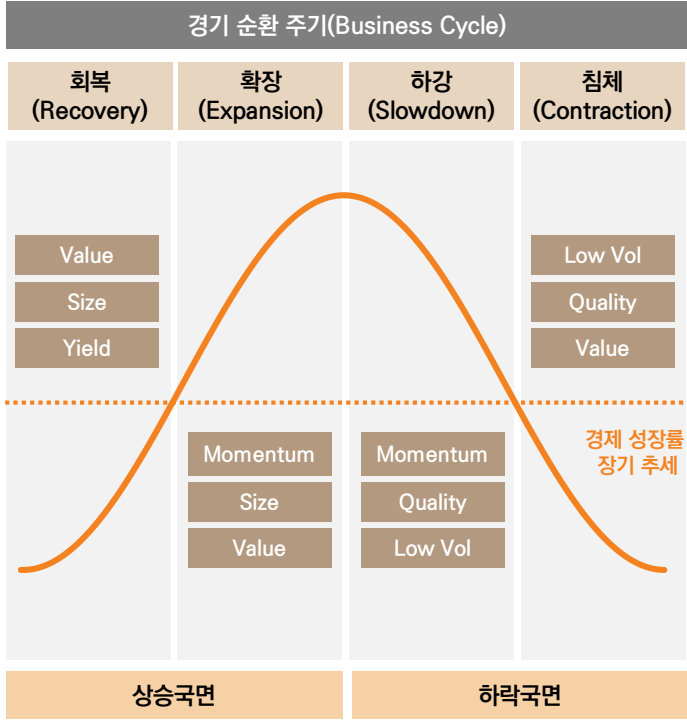 경기 순환 주기(Business Cycle)
회복
(Recovery)
확장
(Expansion)
하강
(Slowdown)
침체
(Contraction)
Value
Size
Yield
Momentum
Size
Value
Momentum
Quality
Low Vol
Low Vol
Quality
Value
경제 성장률
장기 추세
상승국면
하락국면